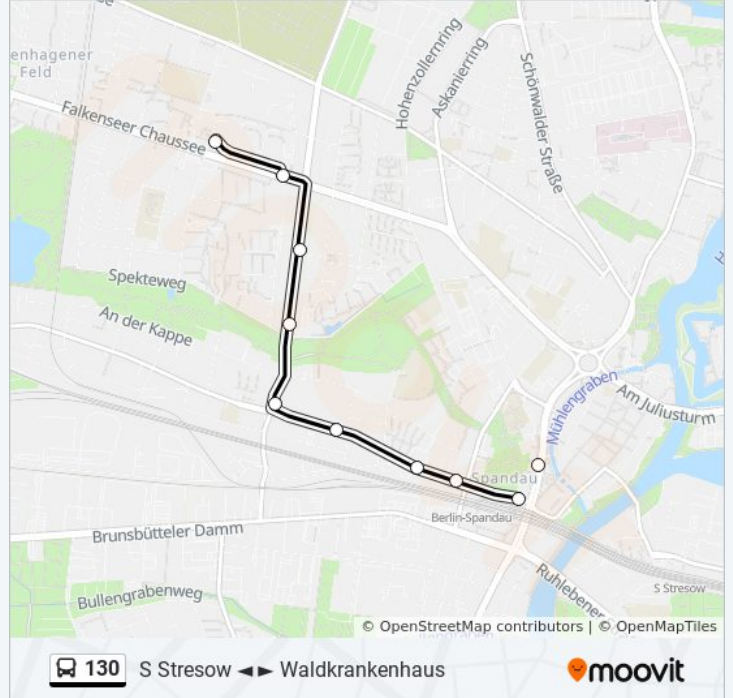 enhagener
Feld
Hohenzollernring
Askanierring
Schönwalder Straße
Falkenseer Chaussee
Spekteweg
An der Kappe
Mühlengraben
Am Juliusturm
Spandau
Berlin-Spandau
Brunsbütteler Damm
Bullengrabenweg
Ruhlebener
S Stresow
© OpenStreetMap contributors | © OpenMapTiles
130 S Stresow ◄► Waldkrankenhaus
moovit